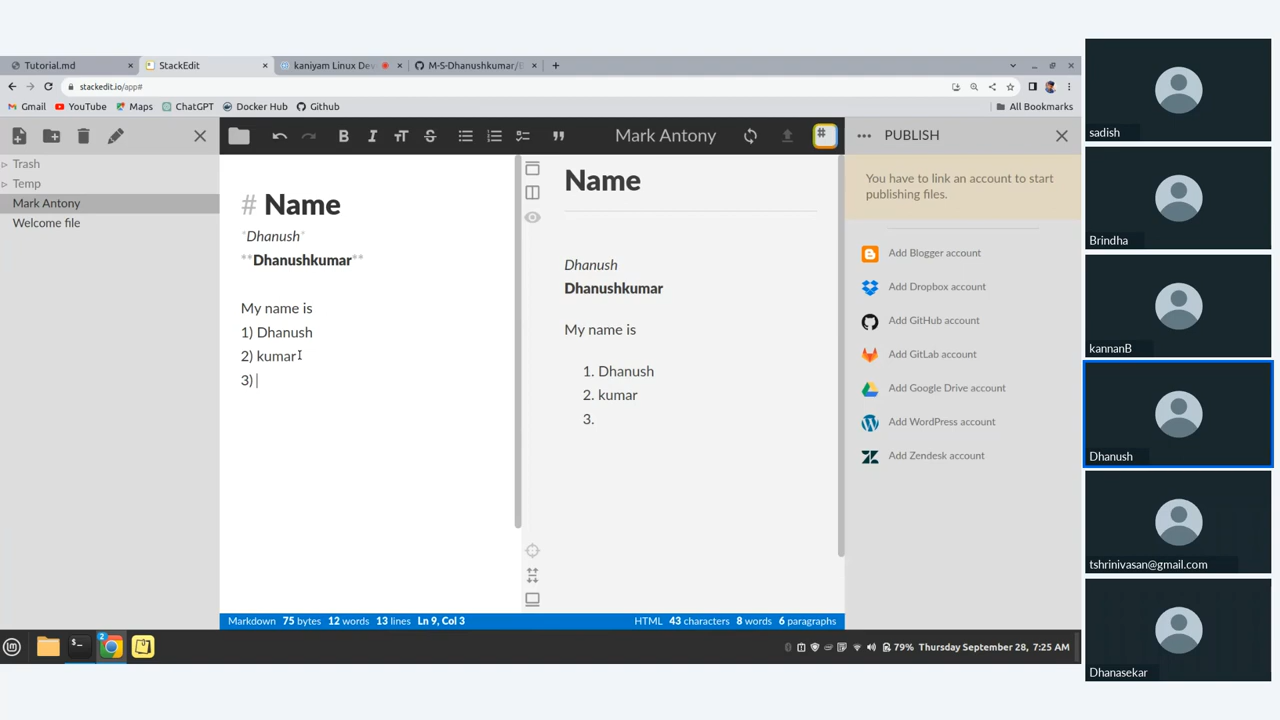 Tutorial.md
StackEdit
kaniyam Linux Dev
M-S-Dhanushkumar/D
stackedit.io/app#
Gmail YouTube Maps ChatGPT Docker Hub Github All Bookmarks
Mark Antony
PUBLISH
Trash
Temp
Mark Antony
Welcome file
# Name
*Dhanush*
**Dhanushkumar**
My name is
1) Dhanush
2) kumar
3)
Name
Dhanush
Dhanushkumar
My name is
1. Dhanush
2. kumar
3.
You have to link an account to start
publishing files.
Add Blogger account
Add Dropbox account
Add GitHub account
Add GitLab account
Add Google Drive account
Add WordPress account
Add Zendesk account
Markdown 75 bytes 12 words 13 lines Ln 9, Col 3
HTML 43 characters 8 words 6 paragraphs
2
79% Thursday September 28, 7:25 AM
sadish
Brindha
kannanB
Dhanush
tshrinivasan@gmail.com
Dhanasekar